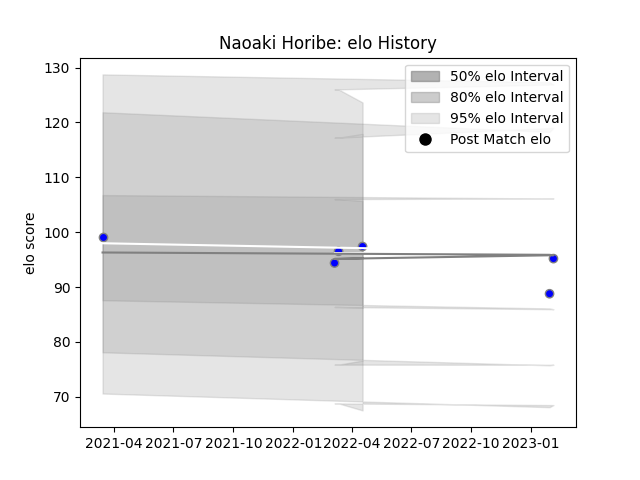 Naoaki Horibe: elo History
130
120
110
100
90
80
70
elo score
50% elo Interval
80% elo Interval
95% elo Interval
Post Match elo
2021-04 2021-07 2021-10 2022-01 2022-04 2022-07 2022-10 2023-01